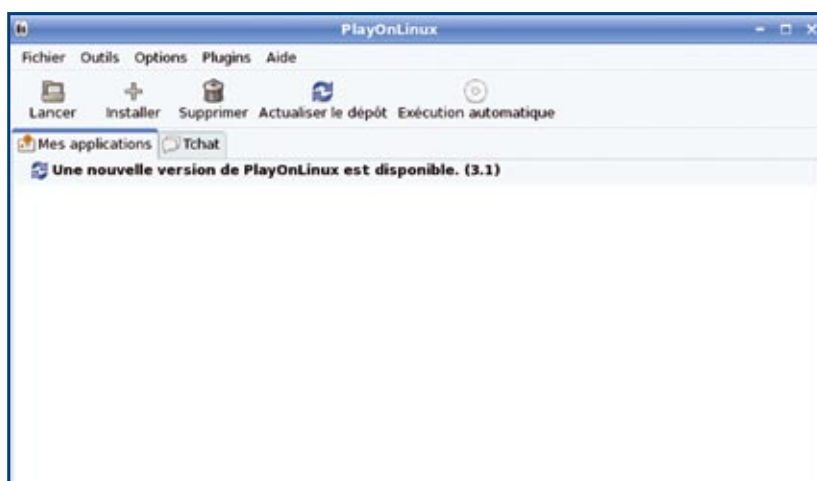 PlayOnLinux
Fichier Outils Options Plugins Aide
Lancer Installer Supprimer Actualiser le dépôt Exécution automatique
Mes applications Tchat
Une nouvelle version de PlayOnLinux est disponible. (3.1)